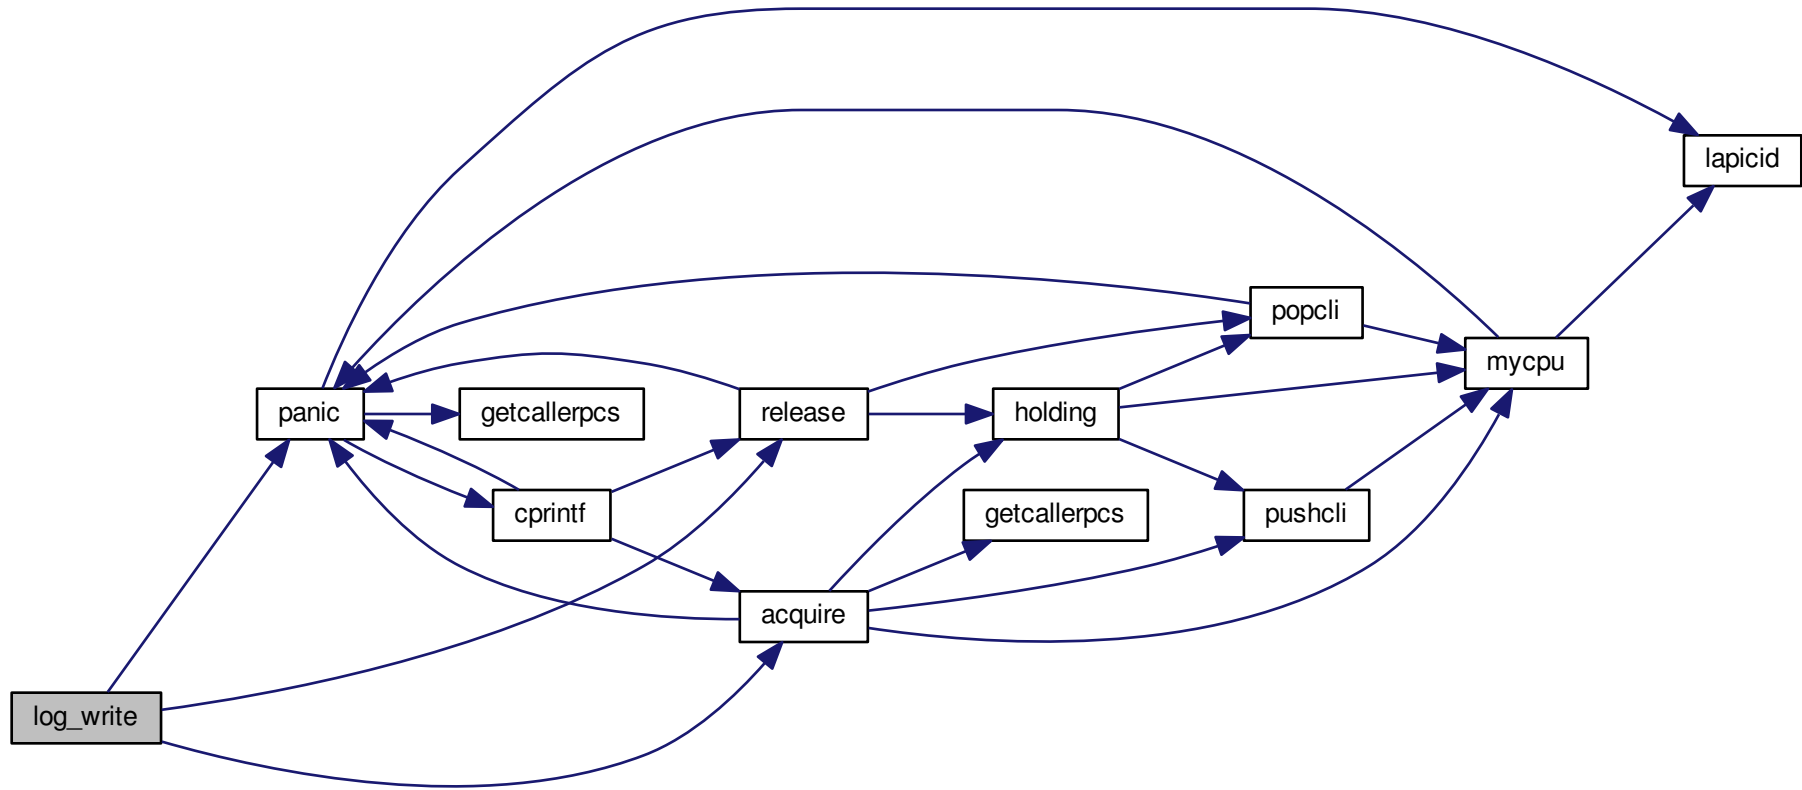 lapicid
popcli
mycpu
panic
getcallerpcs
release
holding
cprintf
getcallerpcs
pushcli
acquire
log_write